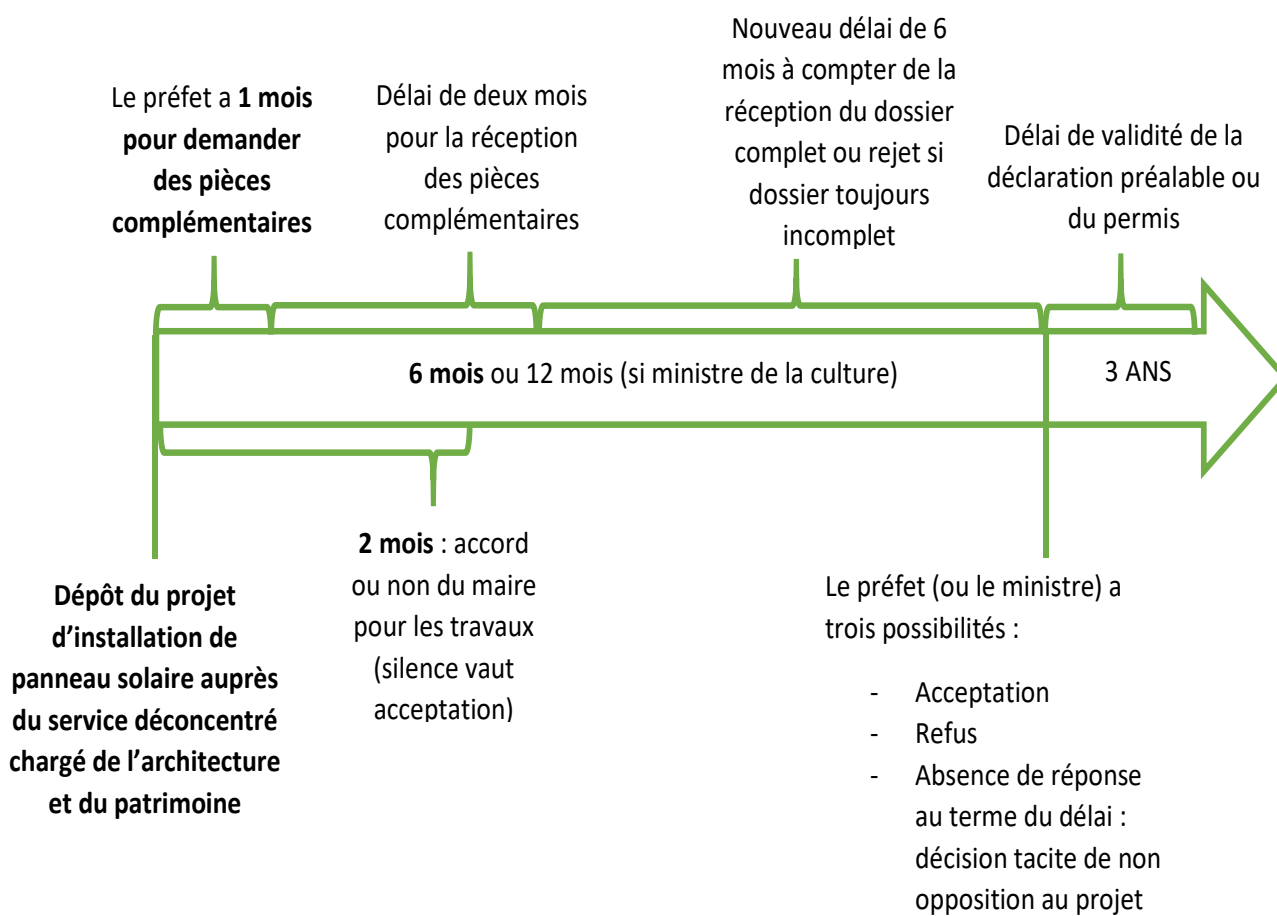 Le préfet a 1 mois
pour demander
des pièces
complémentaires
Délai de deux mois
pour la réception
des pièces
complémentaires
Nouveau délai de 6
mois à compter de la
réception du dossier
complet ou rejet si
dossier toujours
incomplet
Délai de validité de la
déclaration préalable ou
du permis
6 mois ou 12 mois (si ministre de la culture)
3 ANS
Dépôt du projet
d’installation de
panneau solaire auprès
du service déconcentré
chargé de l’architecture
et du patrimoine
2 mois : accord
ou non du maire
pour les travaux
(silence vaut
acceptation)
Le préfet (ou le ministre) a
trois possibilités :
- Acceptation
- Refus
- Absence de réponse
au terme du délai :
décision tacite de non
opposition au projet